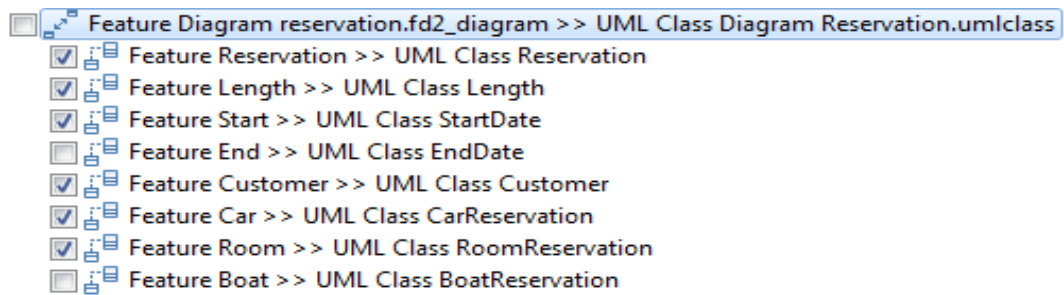 Feature Diagram reservation.fd2_diagram >> UML Class Diagram Reservation.umlclass
Feature Reservation >> UML Class Reservation
Feature Length >> UML Class Length
Feature Start >> UML Class StartDate
Feature End >> UML Class EndDate
Feature Customer >> UML Class Customer
Feature Car >> UML Class CarReservation
Feature Room >> UML Class RoomReservation
Feature Boat >> UML Class BoatReservation